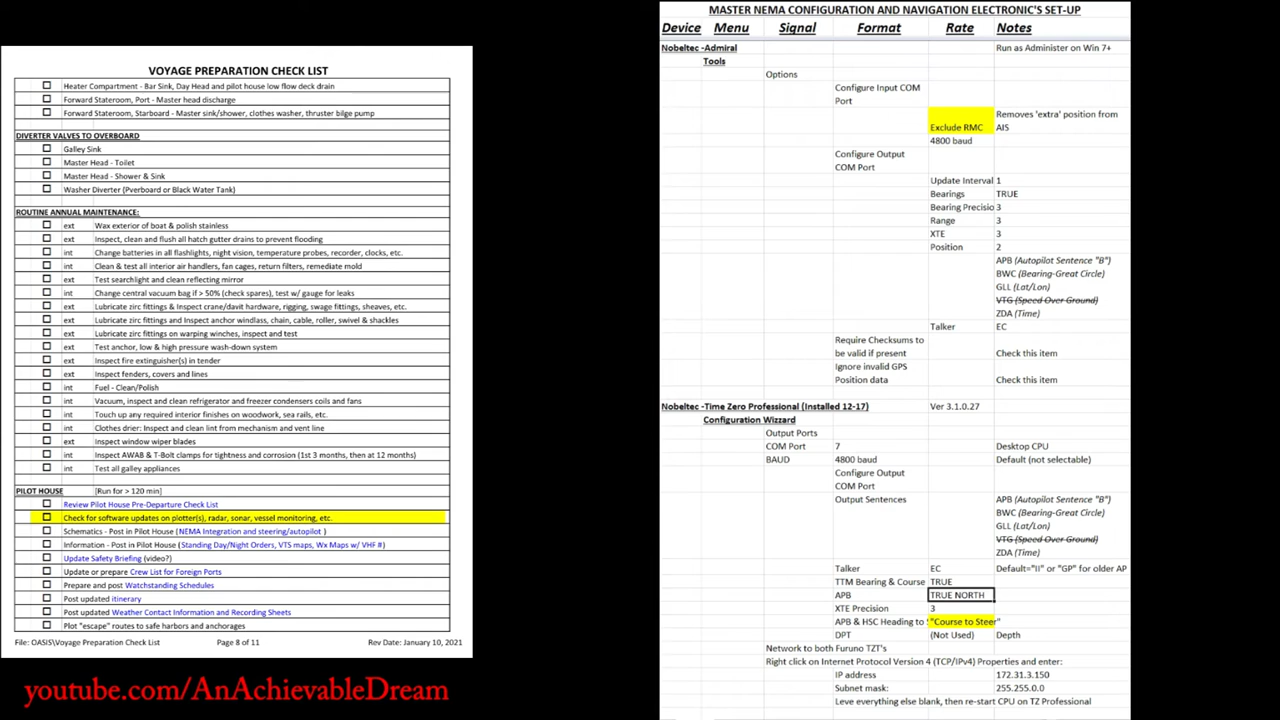 VOYAGE PREPARATION CHECK LIST
Heater Compartment - Bar Sink, Day Head and pilot house low flow deck drain
Forward Stateroom, Port - Master head discharge
Forward Stateroom, Starboard - Master sink/shower, clothes washer, thruster bilge pump
DIVERTER VALVES TO OVERBOARD
Galley Sink
Master Head - Toilet
Master Head - Shower & Sink
Washer Diverter (Pverboard or Black Water Tank)
ROUTINE ANNUAL MAINTENANCE:
ext Wax exterior of boat & polish stainless
ext Inspect, clean and flush all hatch gutter drains to prevent flooding
int Change batteries in all flashlights, night vision, temperature probes, recorder, clocks, etc.
int Clean & test all interior air handlers, fan cages, return filters, remediate mold
ext Test searchlight and clean reflecting mirror
int Change central vacuum bag if > 50% (check spares), test w/ gauge for leaks
ext Lubricate zirc fittings & Inspect crane/davit hardware, rigging, swage fittings, sheaves, etc.
ext Lubricate zirc fittings and Inspect anchor windlass, chain, cable, roller, swivel & shackles
ext Lubricate zirc fittings on warping winches, inspect and test
ext Test anchor, low & high pressure wash-down system
ext Inspect fire extinguisher(s) in tender
ext Inspect fenders, covers and lines
int Fuel - Clean/Polish
int Vacuum, inspect and clean refrigerator and freezer condensers coils and fans
int Touch up any required interior finishes on woodwork, sea rails, etc.
int Clothes drier: Inspect and clean lint from mechanism and vent line
ext Inspect window wiper blades
int Inspect AWAB & T-Bolt clamps for tightness and corrosion (1st 3 months, then at 12 months)
int Test all galley appliances
PILOT HOUSE [Run for > 120 min]
Review Pilot House Pre-Departure Check List
Check for software updates on plotter(s), radar, sonar, vessel monitoring, etc.
Schematics - Post in Pilot House (NEMA Integration and steering/autopilot )
Information - Post in Pilot House (Standing Day/Night Orders, VTS maps, Wx Maps w/ VHF #)
Update Safety Briefing (video?)
Update or prepare Crew List for Foreign Ports
Prepare and post Watchstanding Schedules
Post updated itinerary
Post updated Weather Contact Information and Recording Sheets
Plot "escape" routes to safe harbors and anchorages
File: OASIS\Voyage Preparation Check List Page 8 of 11 Rev Date: January 10, 2021
youtube.com/AnAchievableDream
MASTER NEMA CONFIGURATION AND NAVIGATION ELECTRONIC'S SET-UP
Device Menu Signal Format Rate Notes
Nobeltec -Admiral Run as Administer on Win 7+
Tools
Options
Configure Input COM
Port
Removes 'extra' position from
Exclude RMC AIS
4800 baud
Configure Output
COM Port
Update Interval 1
Bearings TRUE
Bearing Precisio 3
Range 3
XTE 3
Position 2
APB (Autopilot Sentence "B")
BWC (Bearing-Great Circle)
GLL (Lat/Lon)
VTG (Speed Over Ground)
ZDA (Time)
Talker EC
Require Checksums to
be valid if present Check this item
Ignore invalid GPS
Position data Check this item
Nobeltec -Time Zero Professional (Installed 12-17) Ver 3.1.0.27
Configuration Wizzard
Output Ports
COM Port 7 Desktop CPU
BAUD 4800 baud Default (not selectable)
Configure Output
COM Port
Output Sentences APB (Autopilot Sentence "B")
BWC (Bearing-Great Circle)
GLL (Lat/Lon)
VTG (Speed Over Ground)
ZDA (Time)
Talker EC Default="II" or "GP" for older AP
TTM Bearing & Course TRUE
APB TRUE NORTH
XTE Precision 3
APB & HSC Heading to "Course to Steer"
DPT (Not Used) Depth
Network to both Furuno TZT's
Right click on Internet Protocol Version 4 (TCP/IPv4) Properties and enter:
IP address 172.31.3.150
Subnet mask: 255.255.0.0
Leve everything else blank, then re-start CPU on TZ Professional